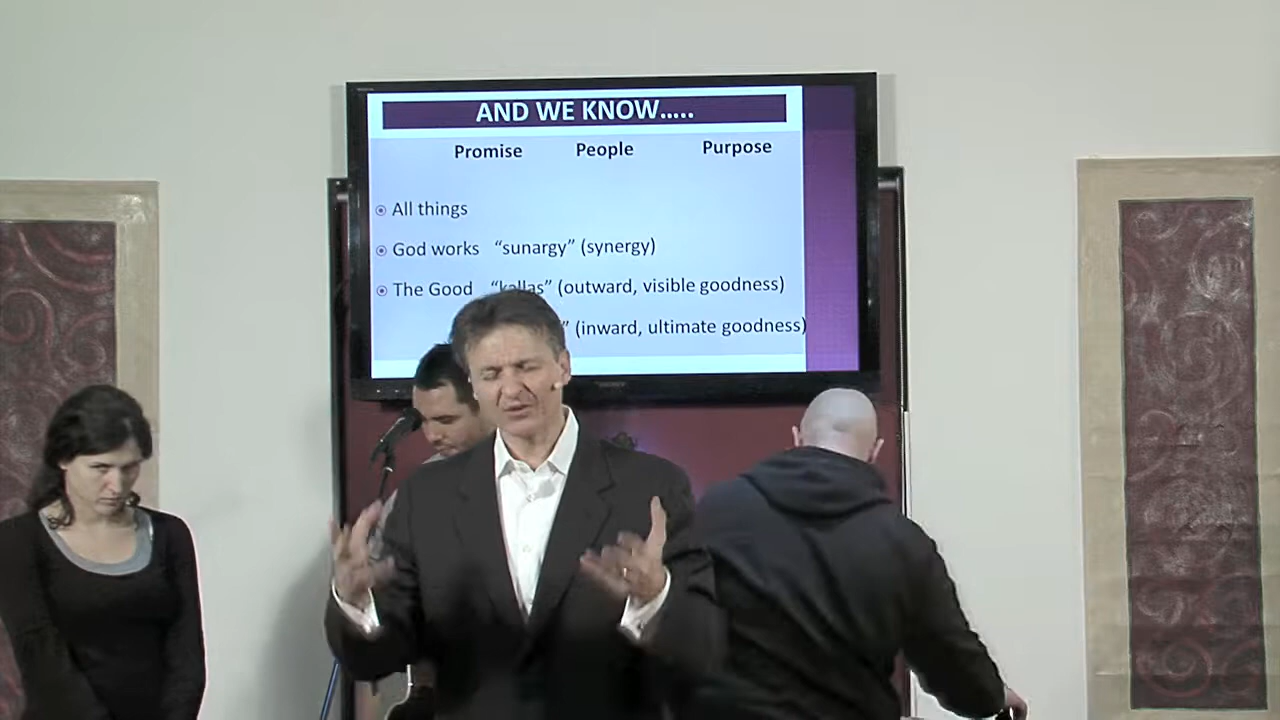 AND WE KNOW.....
Promise People Purpose
All things
God works "sunargy" (synergy)
The Good "kallas" (outward, visible goodness)
" (inward, ultimate goodness)